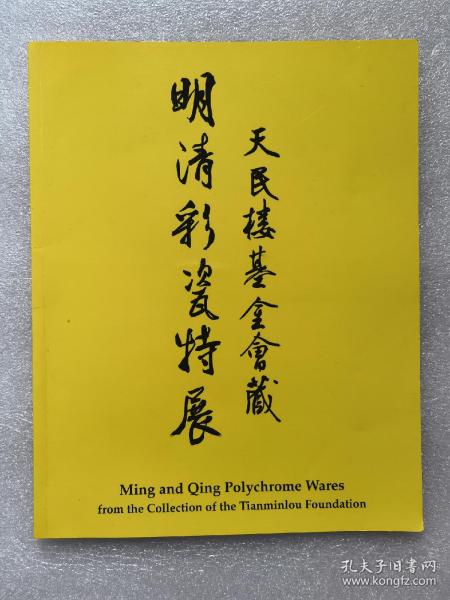 天民楼基金會藏
明清彩瓷特展
Ming and Qing Polychrome Wares
from the Collection of the Tianminlou Foundation
孔夫子旧书网
www.kongfz.com